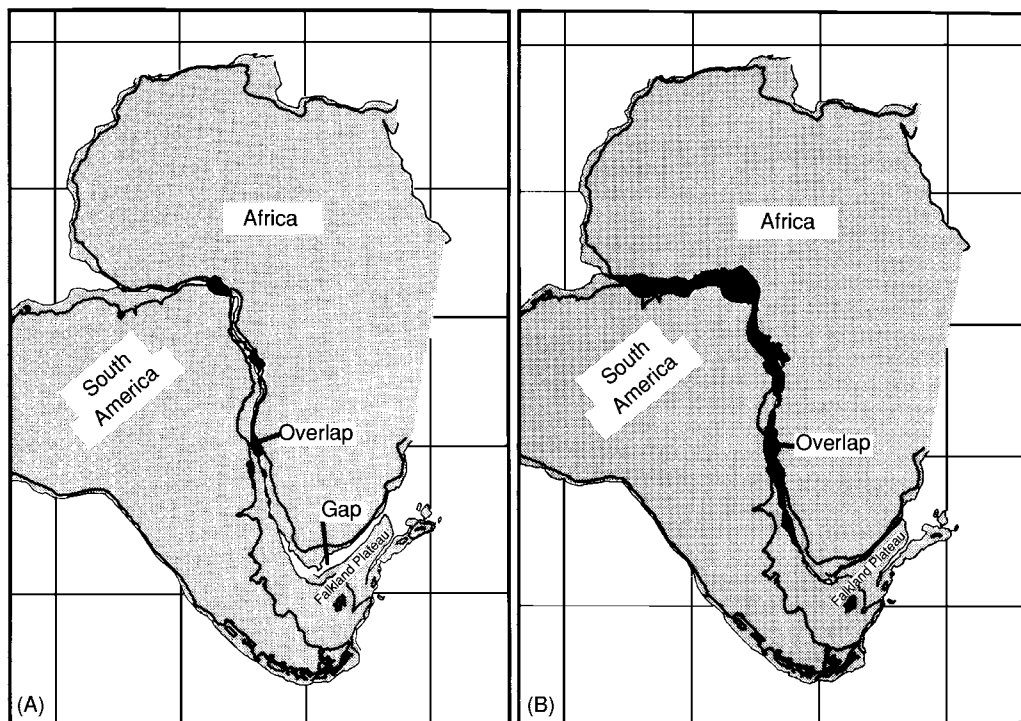 Africa
South
America
Overlap
Gap
Falkland Plateau
(A)
Africa
South
America
Overlap
Falkland Plateau
(B)